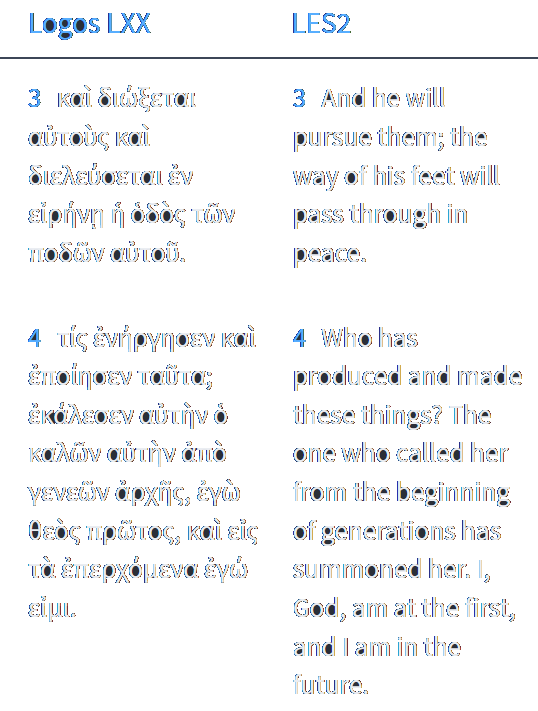 Logos LXX
3 καὶ διώξεται
αὐτοὺς καὶ
διελεύσεται ἐν
εἰρήνῃ ἡ ὁδὸς τῶν
ποδῶν αὐτοῦ.
4 τίς ἐνήργησεν καὶ
ἐποίησεν ταῦτα;
ἐκάλεσεν αὐτὴν ὁ
καλῶν αὐτὴν ἀπὸ
γενεῶν ἀρχῆς, ἐγὼ
θεὸς πρῶτος, καὶ εἰς
τὰ ἐπερχόμενα ἐγώ
εἰμι.
LES2
3 And he will
pursue them; the
way of his feet will
pass through in
peace.
4 Who has
produced and made
these things? The
one who called her
from the beginning
of generations has
summoned her. I,
God, am at the first,
and I am in the
future.